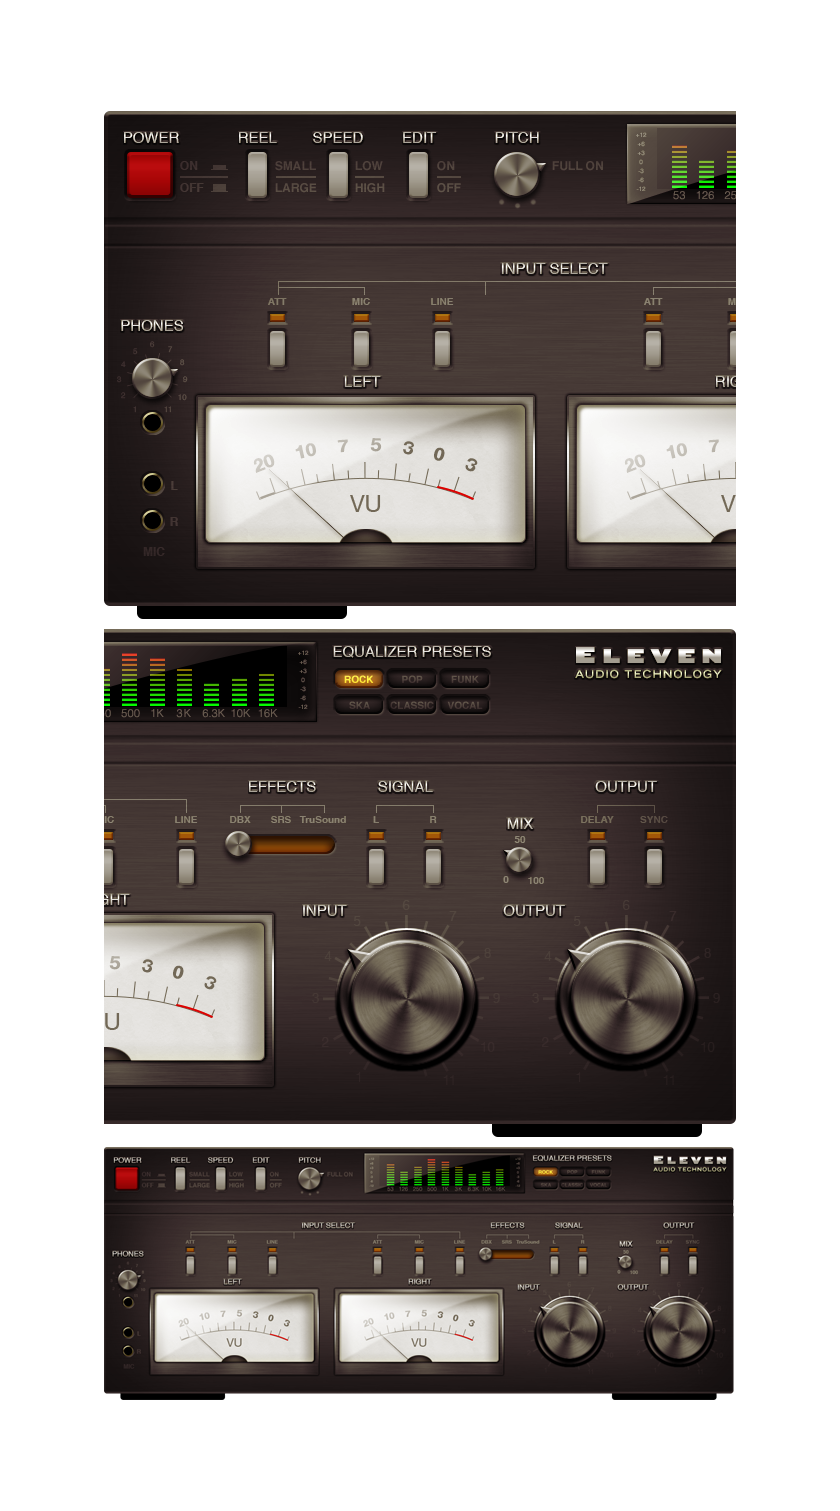 POWER REEL SPEED EDIT PITCH
ON SMALL LOW ON FULL ON
OFF LARGE HIGH OFF
+12
+6
+3
0
-3
-6
-12
53 126 25
INPUT SELECT
ATT MIC LINE ATT M
PHONES
1 2 3 4 5 6 7 8 9 10 11
LEFT RIG
20 10 7 5 3 0 3
VU
20 10 7
V
L
R
MIC
EQUALIZER PRESETS
ROCK POP FUNK
SKA CLASSIC VOCAL
ELEVEN
AUDIO TECHNOLOGY
+12
+6
+3
0
-3
-6
-12
0 500 1K 3K 6.3K 10K 16K
EFFECTS SIGNAL OUTPUT
IC LINE DBX SRS TruSound L R DELAY SYNC
MIX
50
0 100
GHT
INPUT OUTPUT
2 3 4 5 6 7 8 9 10 11
2 3 4 5 6 7 8 9 10 11
5 3 0 3
U
POWER REEL SPEED EDIT PITCH
ON SMALL LOW ON FULL ON
OFF LARGE HIGH OFF
53 126 250 500 1K 3K 6.3K 10K 16K
EQUALIZER PRESETS
ROCK POP FUNK
SKA CLASSIC VOCAL
ELEVEN
AUDIO TECHNOLOGY
INPUT SELECT EFFECTS SIGNAL OUTPUT
ATT MIC LINE ATT MIC LINE DBX SRS TruSound L R DELAY SYNC
MIX
50
0 100
PHONES
LEFT RIGHT INPUT OUTPUT
20 10 7 5 3 0 3
VU
20 10 7 5 3 0 3
VU
L
R
MIC